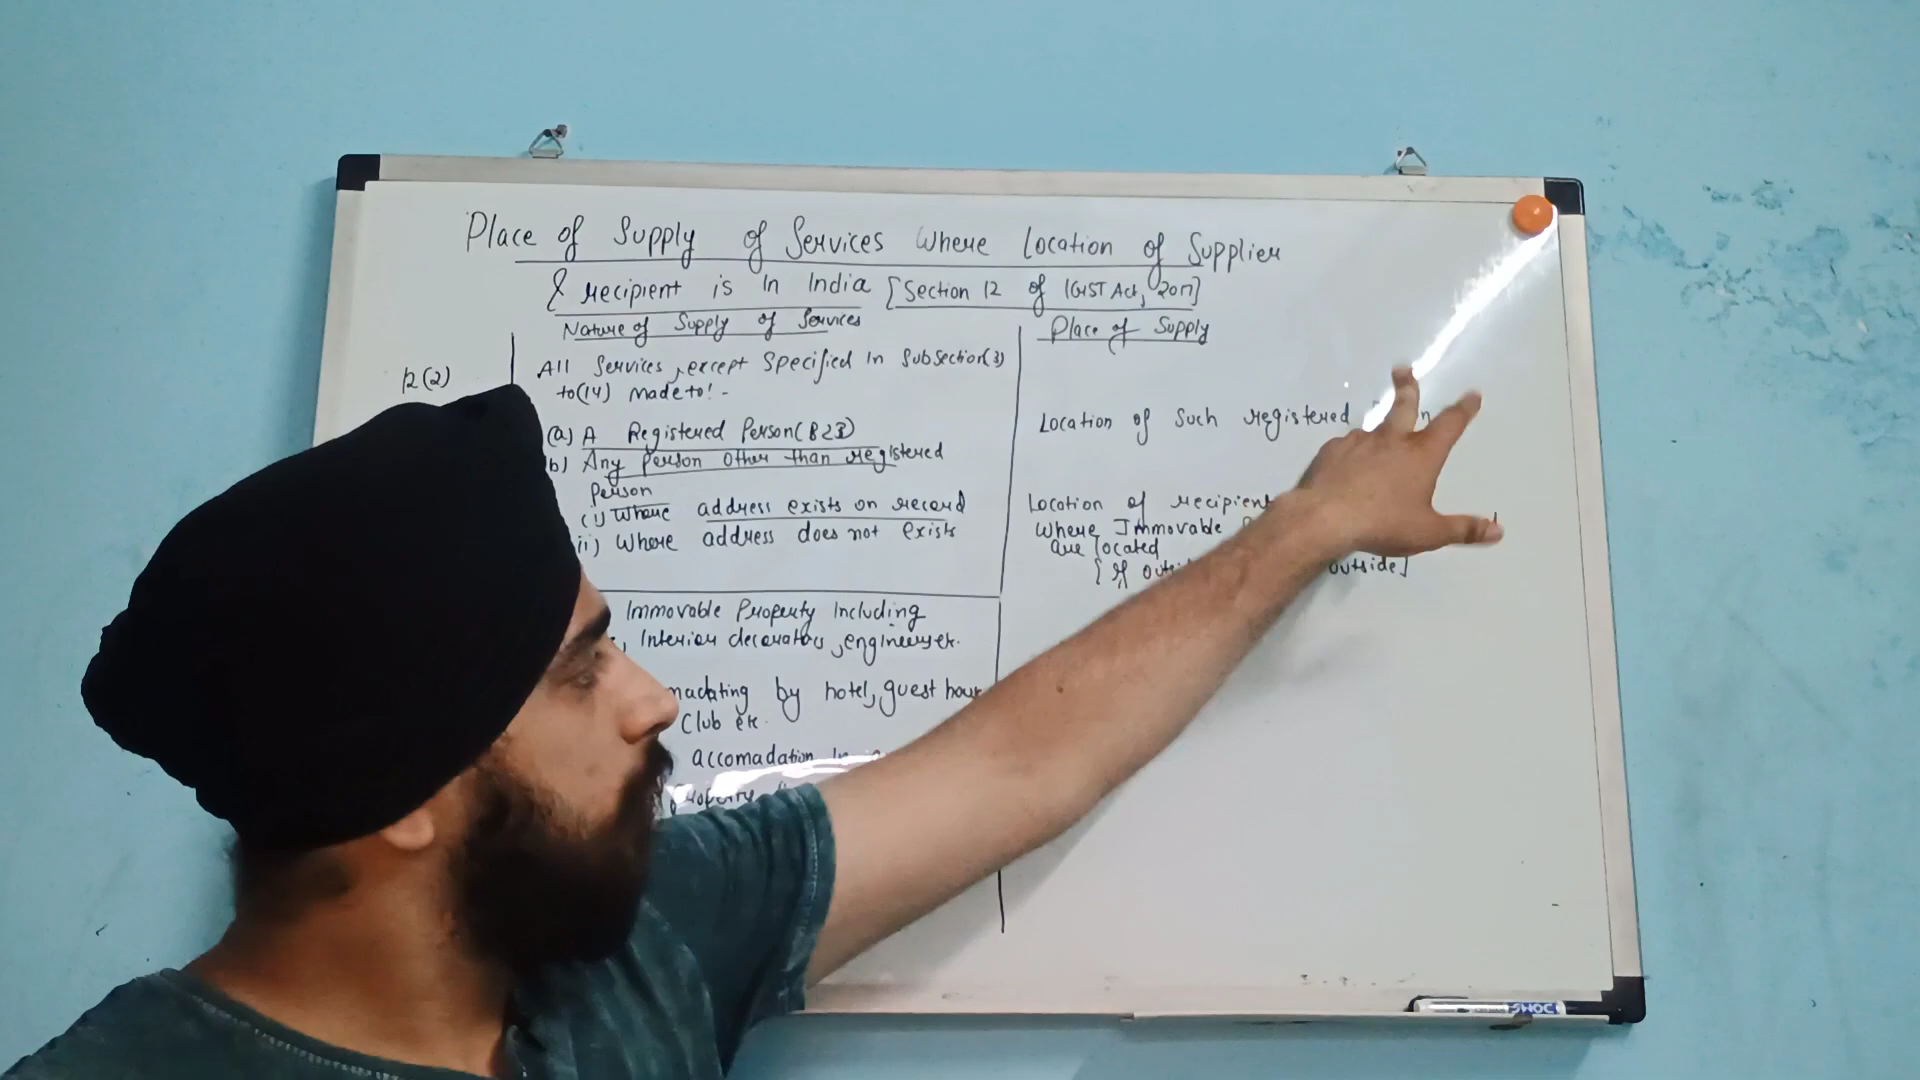 Place of Supply of Services Where Location of Supplier
& recipient is in India [Section 12 of IGST Act, 2017]
Nature of Supply of Services
Place of Supply
12(2)
All Services, except Specified in Subsection(3)
to(14) made to:-
(a) A Registered Person(B2B)
Location of Such registered
b) Any person other than registered
Person
(i) Where address exists on record
Location of recipient
ii) Where address does not exists
Where Immovable
are located
[If outside]
Immovable Property Including
Interior decorators, engineers etc.
by hotel, guest house
Club etc.
accomadation in
Property